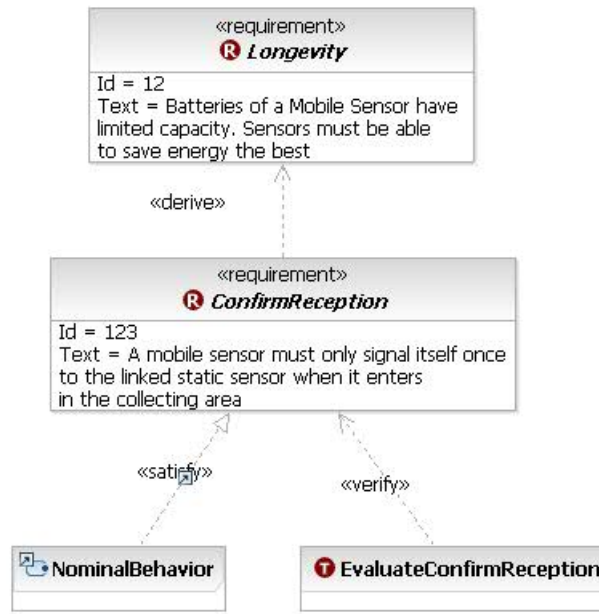 «requirement»
R Longevity
Id = 12
Text = Batteries of a Mobile Sensor have
limited capacity. Sensors must be able
to save energy the best
«derive»
«requirement»
R ConfirmReception
Id = 123
Text = A mobile sensor must only signal itself once
to the linked static sensor when it enters
in the collecting area
«satisfy»
«verify»
NominalBehavior
T EvaluateConfirmReception